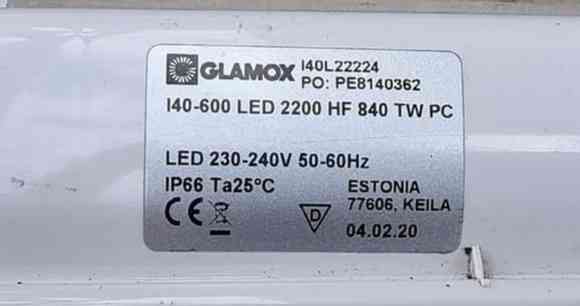 GLAMOX I40L22224
PO: PE8140362
I40-600 LED 2200 HF 840 TW PC
LED 230-240V 50-60Hz
IP66 Ta25°C ESTONIA
77606, KEILA
CE D
04.02.20